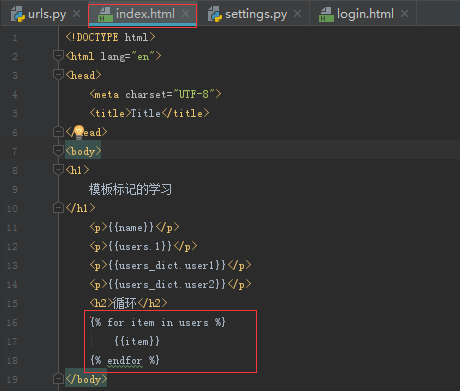 urls.py × index.html × settings.py × login.html ×
1 <!DOCTYPE html>
2 <html lang="en">
3 <head>
4 <meta charset="UTF-8">
5 <title>Title</title>
6 </head>
7 <body>
8 <h1>
9 模板标记的学习
10 </h1>
11 <p>{{name}}</p>
12 <p>{{users.1}}</p>
13 <p>{{users_dict.user1}}</p>
14 <p>{{users_dict.user2}}</p>
15 <h2>循环</h2>
16 {% for item in users %}
17 {{item}}
18 {% endfor %}
19 </body>